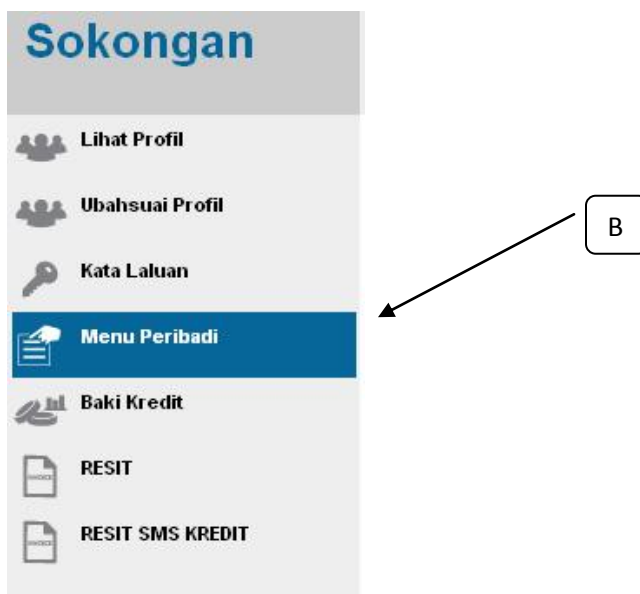 Sokongan
Lihat Profil
Ubahsuai Profil
Kata Laluan
Menu Peribadi
Baki Kredit
RESIT
RESIT SMS KREDIT
B